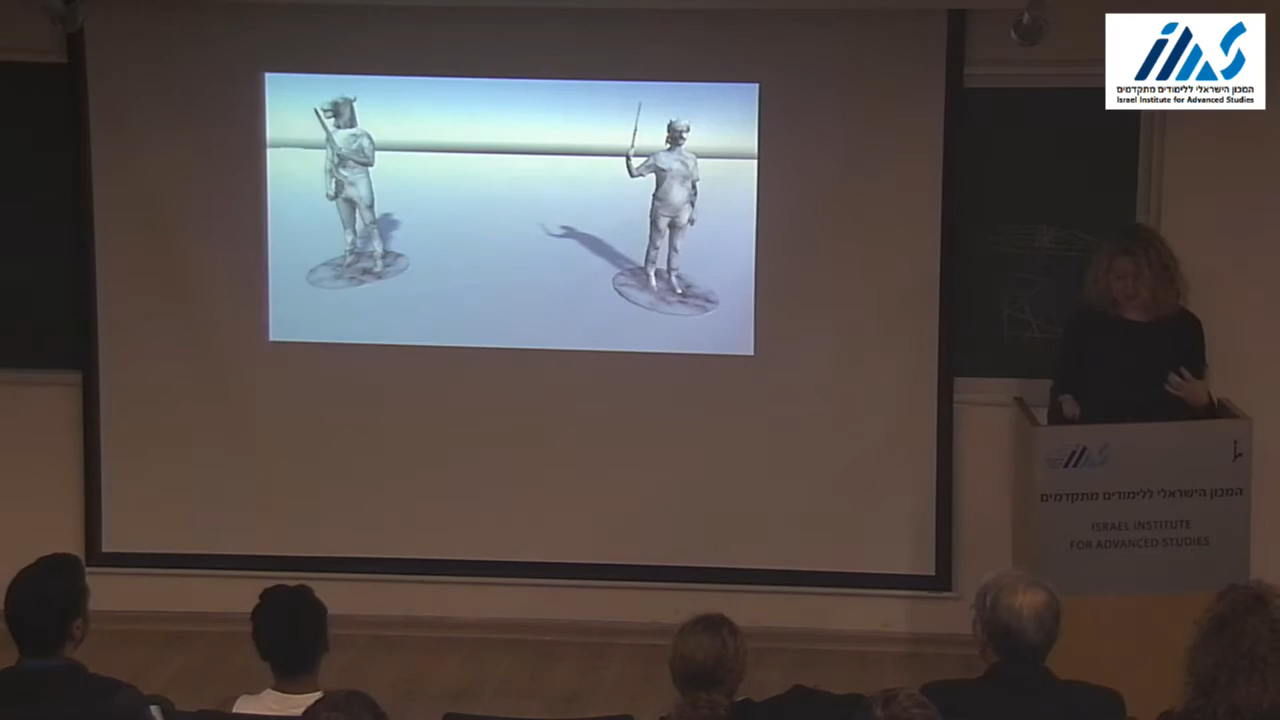 המכון הישראלי ללימודים מתקדמים
Israel Institute for Advanced Studies
המכון הישראלי ללימודים מתקדמים
ISRAEL INSTITUTE
FOR ADVANCED STUDIES